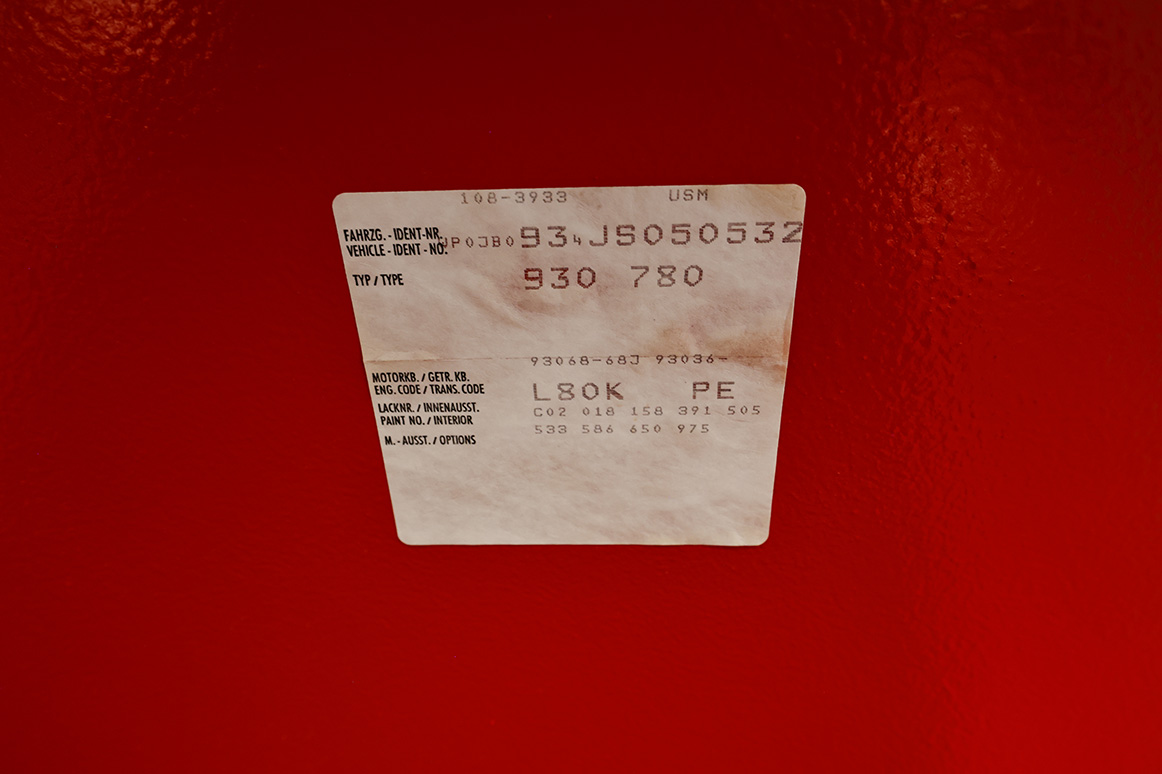 108-3933 USM
FAHRZG. - IDENT-NR.
VEHICLE - IDENT - NO. WP0JB0934JS050532
TYP / TYPE 930 780
93068-68J 93036-
MOTORKB. / GETR. KB.
ENG. CODE / TRANS. CODE L80K PE
LACKNR. / INNENAUSST. C02 018 158 391 505
PAINT NO. / INTERIOR 533 586 650 975
M. - AUSST. / OPTIONS